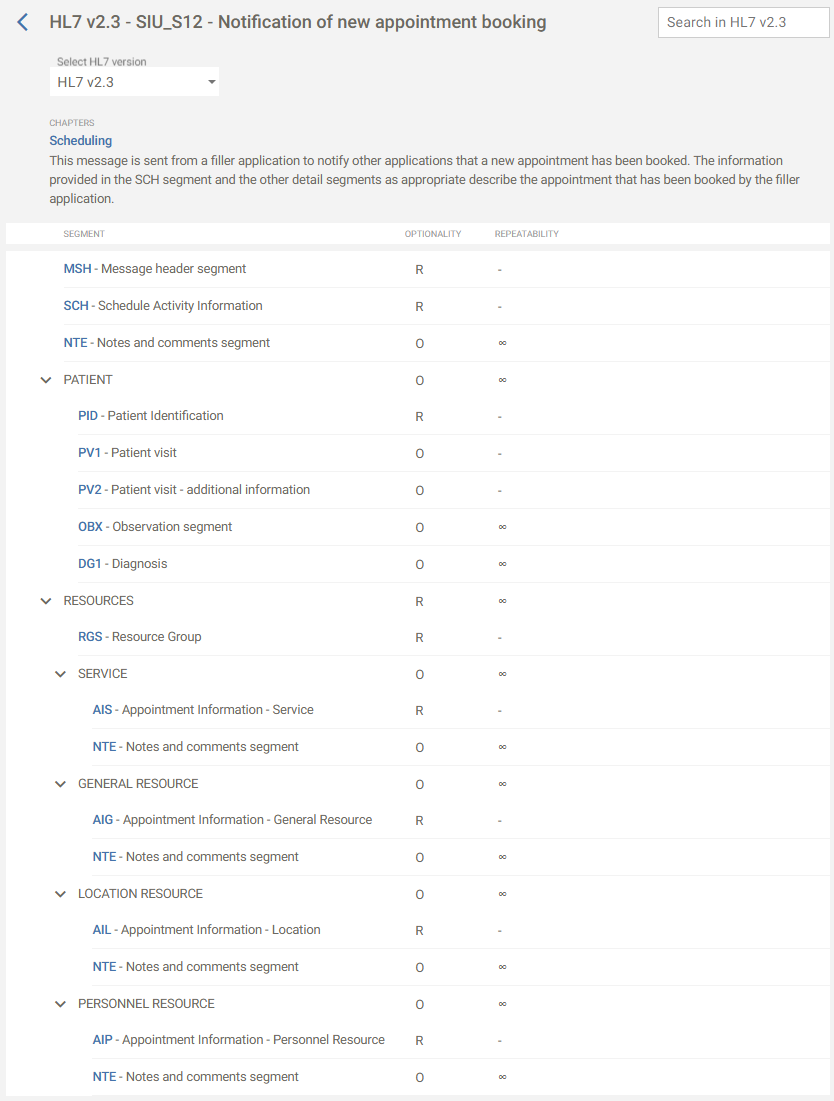 HL7 v2.3 - SIU_S12 - Notification of new appointment booking
Search in HL7 v2.3
Select HL7 version
HL7 v2.3
CHAPTERS
Scheduling
This message is sent from a filler application to notify other applications that a new appointment has been booked. The information
provided in the SCH segment and the other detail segments as appropriate describe the appointment that has been booked by the filler
application.
SEGMENT OPTIONALITY REPEATABILITY
MSH - Message header segment R -
SCH - Schedule Activity Information R -
NTE - Notes and comments segment O ∞
PATIENT O ∞
PID - Patient Identification R -
PV1 - Patient visit O -
PV2 - Patient visit - additional information O -
OBX - Observation segment O ∞
DG1 - Diagnosis O ∞
RESOURCES R ∞
RGS - Resource Group R -
SERVICE O ∞
AIS - Appointment Information - Service R -
NTE - Notes and comments segment O ∞
GENERAL RESOURCE O ∞
AIG - Appointment Information - General Resource R -
NTE - Notes and comments segment O ∞
LOCATION RESOURCE O ∞
AIL - Appointment Information - Location R -
NTE - Notes and comments segment O ∞
PERSONNEL RESOURCE O ∞
AIP - Appointment Information - Personnel Resource R -
NTE - Notes and comments segment O ∞